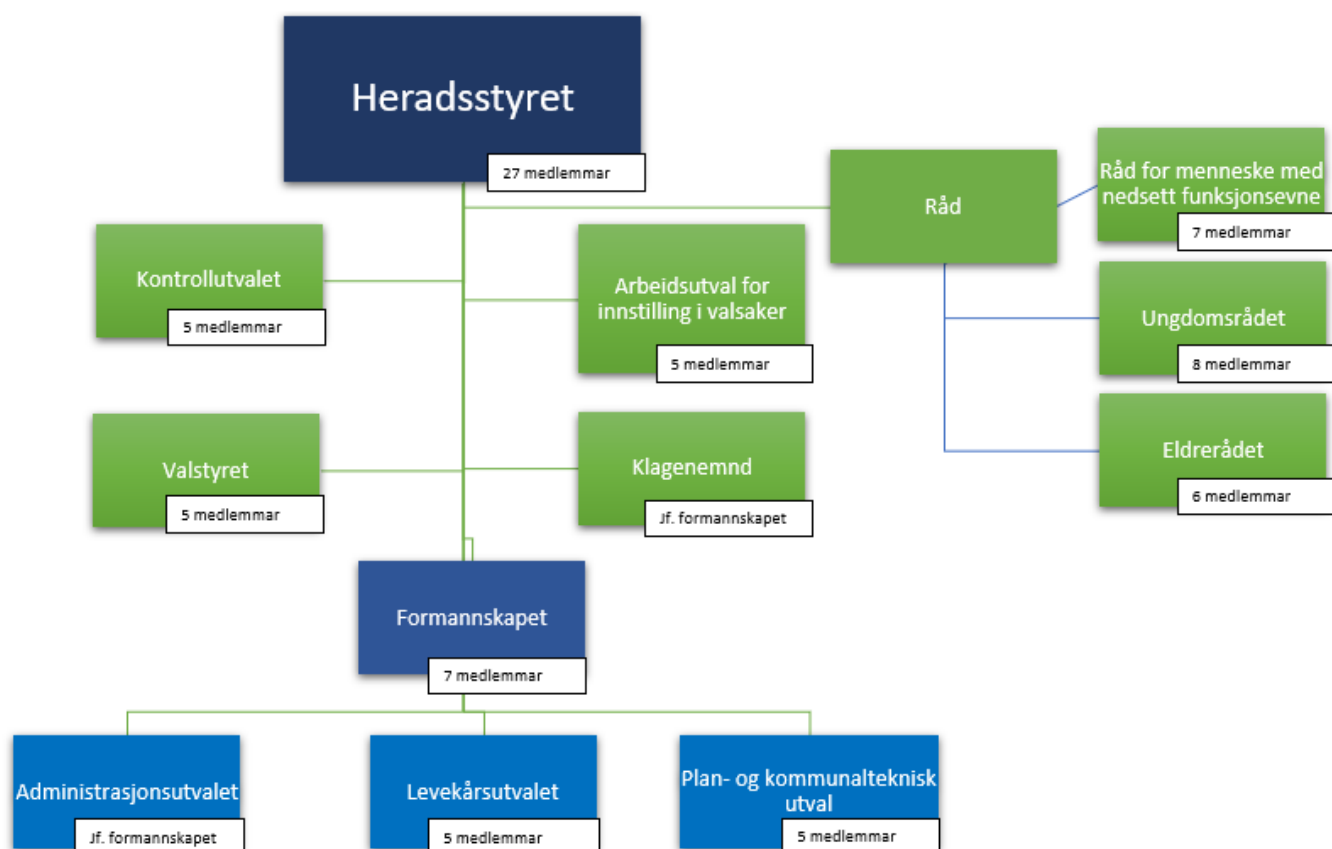 Heradsstyret
27 medlemmar
Råd
Råd for menneske med
nedsett funksjonsevne
7 medlemmar
Kontrollutvalet
5 medlemmar
Arbeidsutval for
innstilling i valsaker
5 medlemmar
Ungdomsrådet
8 medlemmar
Valstyret
5 medlemmar
Klagenemnd
Jf. formannskapet
Eldrerådet
6 medlemmar
Formannskapet
7 medlemmar
Administrasjonsutvalet
Jf. formannskapet
Levekårsutvalet
5 medlemmar
Plan- og kommunalteknisk
utval
5 medlemmar